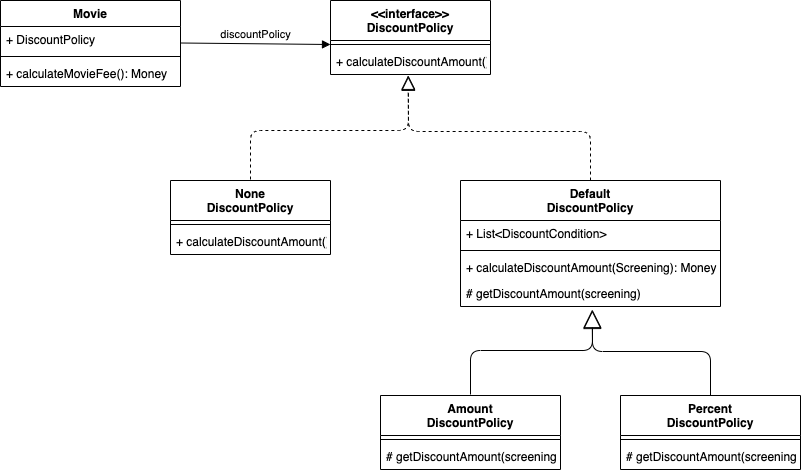 Movie
+ DiscountPolicy
+ calculateMovieFee(): Money
discountPolicy
<<interface>>
DiscountPolicy
+ calculateDiscountAmount(
None
DiscountPolicy
+ calculateDiscountAmount(
Default
DiscountPolicy
+ List<DiscountCondition>
+ calculateDiscountAmount(Screening): Money
# getDiscountAmount(screening)
Amount
DiscountPolicy
# getDiscountAmount(screening
Percent
DiscountPolicy
# getDiscountAmount(screening